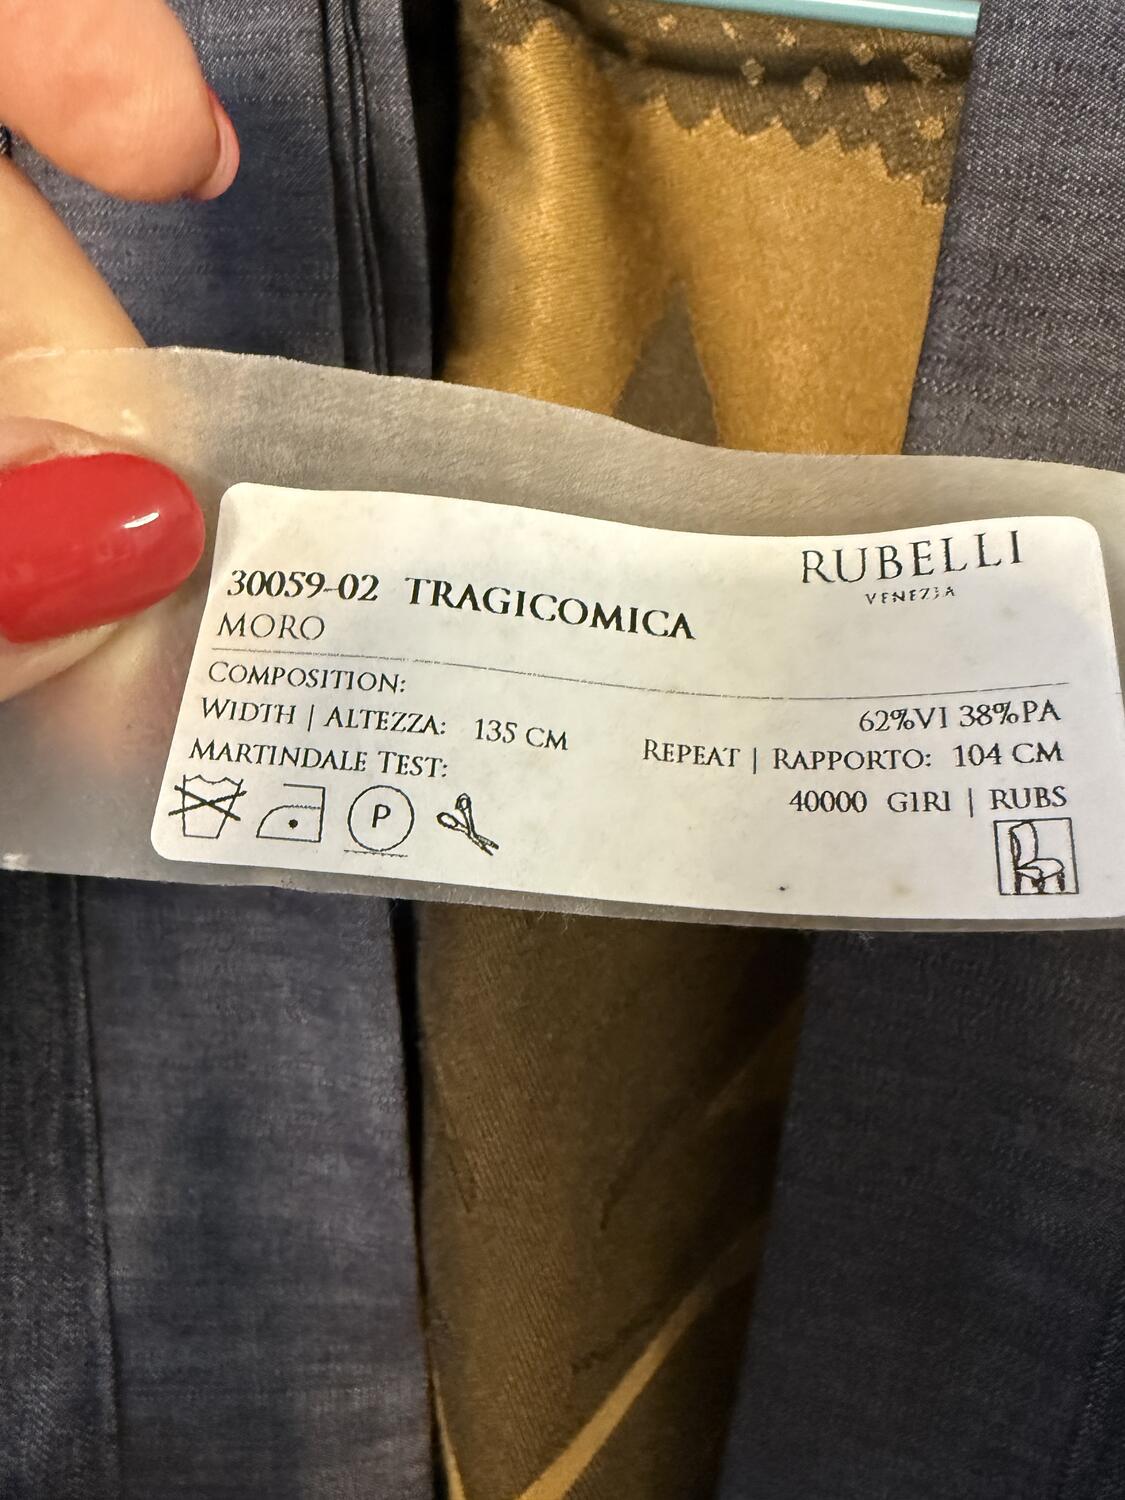 RUBELLI
VENEZIA
30059-02 TRAGICOMICA
MORO
COMPOSITION: 62%VI 38%PA
WIDTH | ALTEZZA: 135 CM REPEAT | RAPPORTO: 104 CM
MARTINDALE TEST: 40000 GIRI | RUBS
P